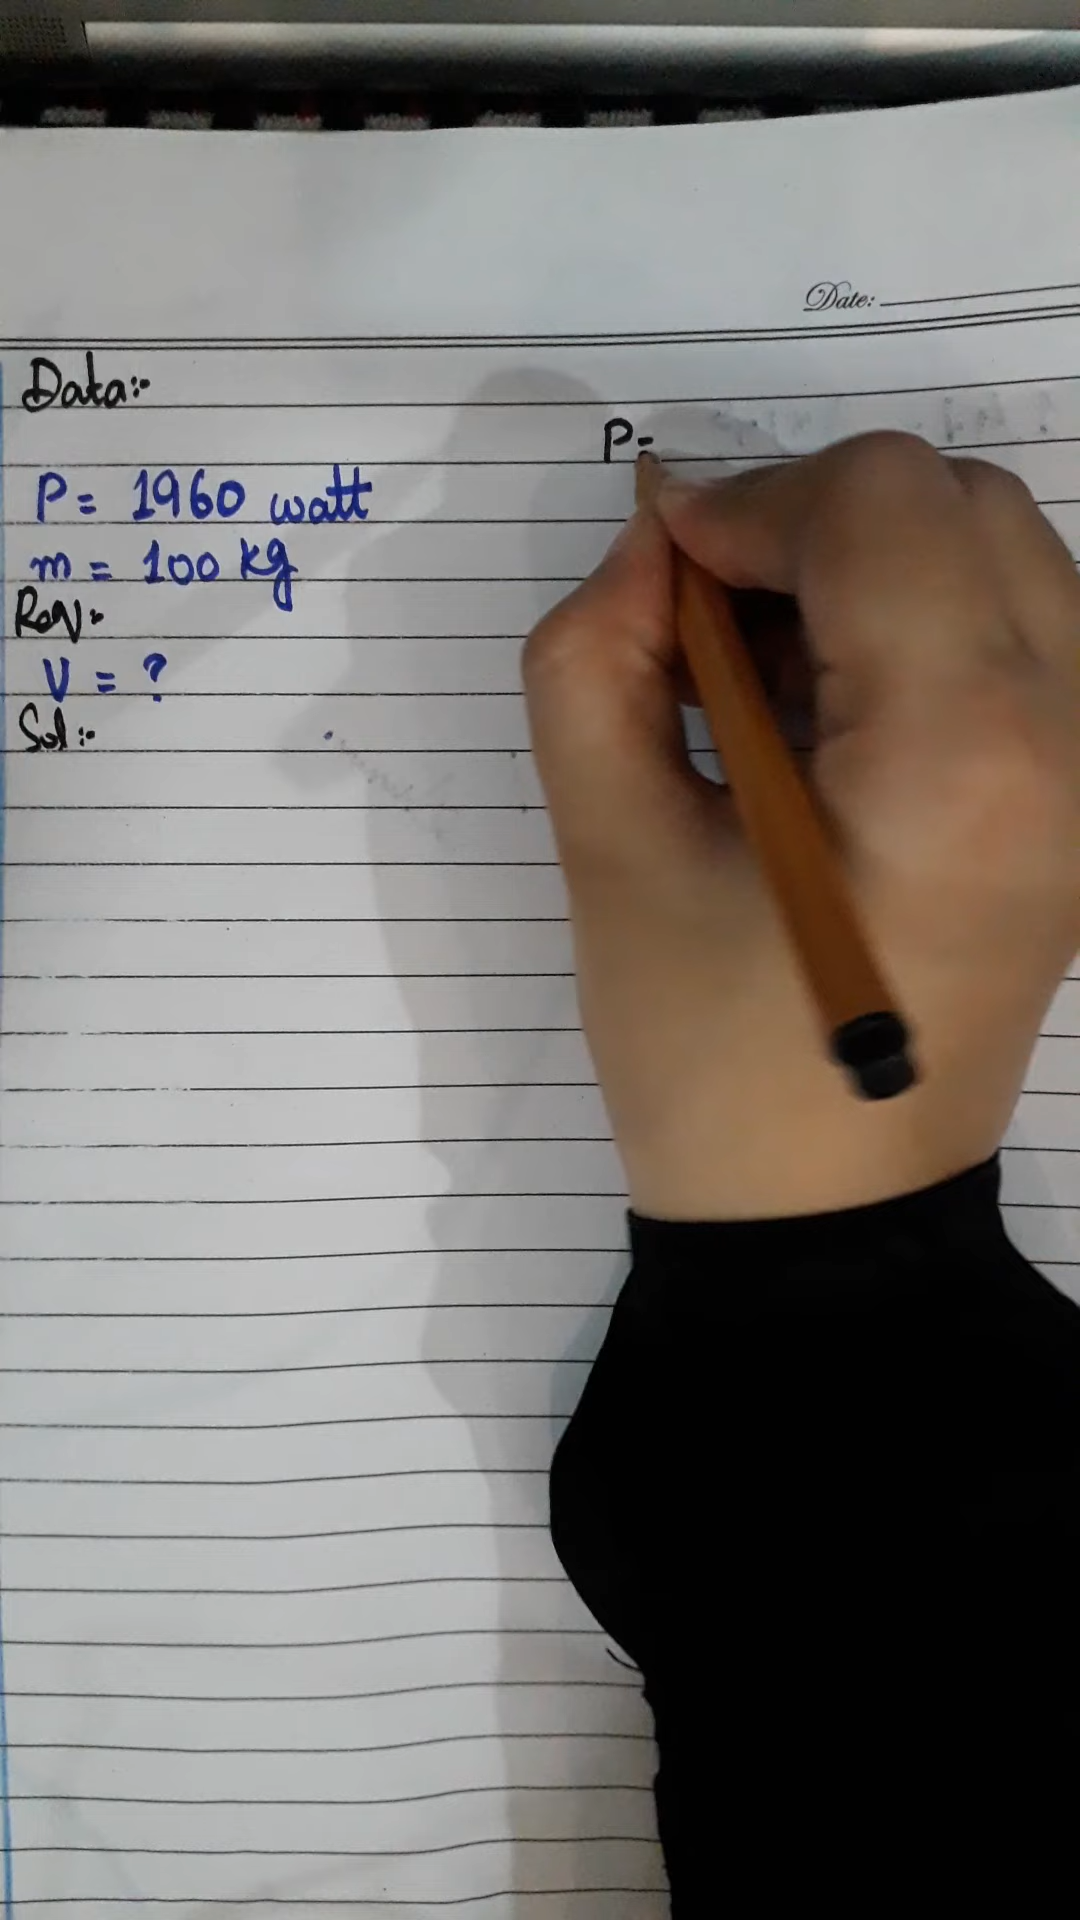 Date:
Data:-
P=
P = 1960 watt
m = 100 kg
Req:-
V = ?
Sol:-